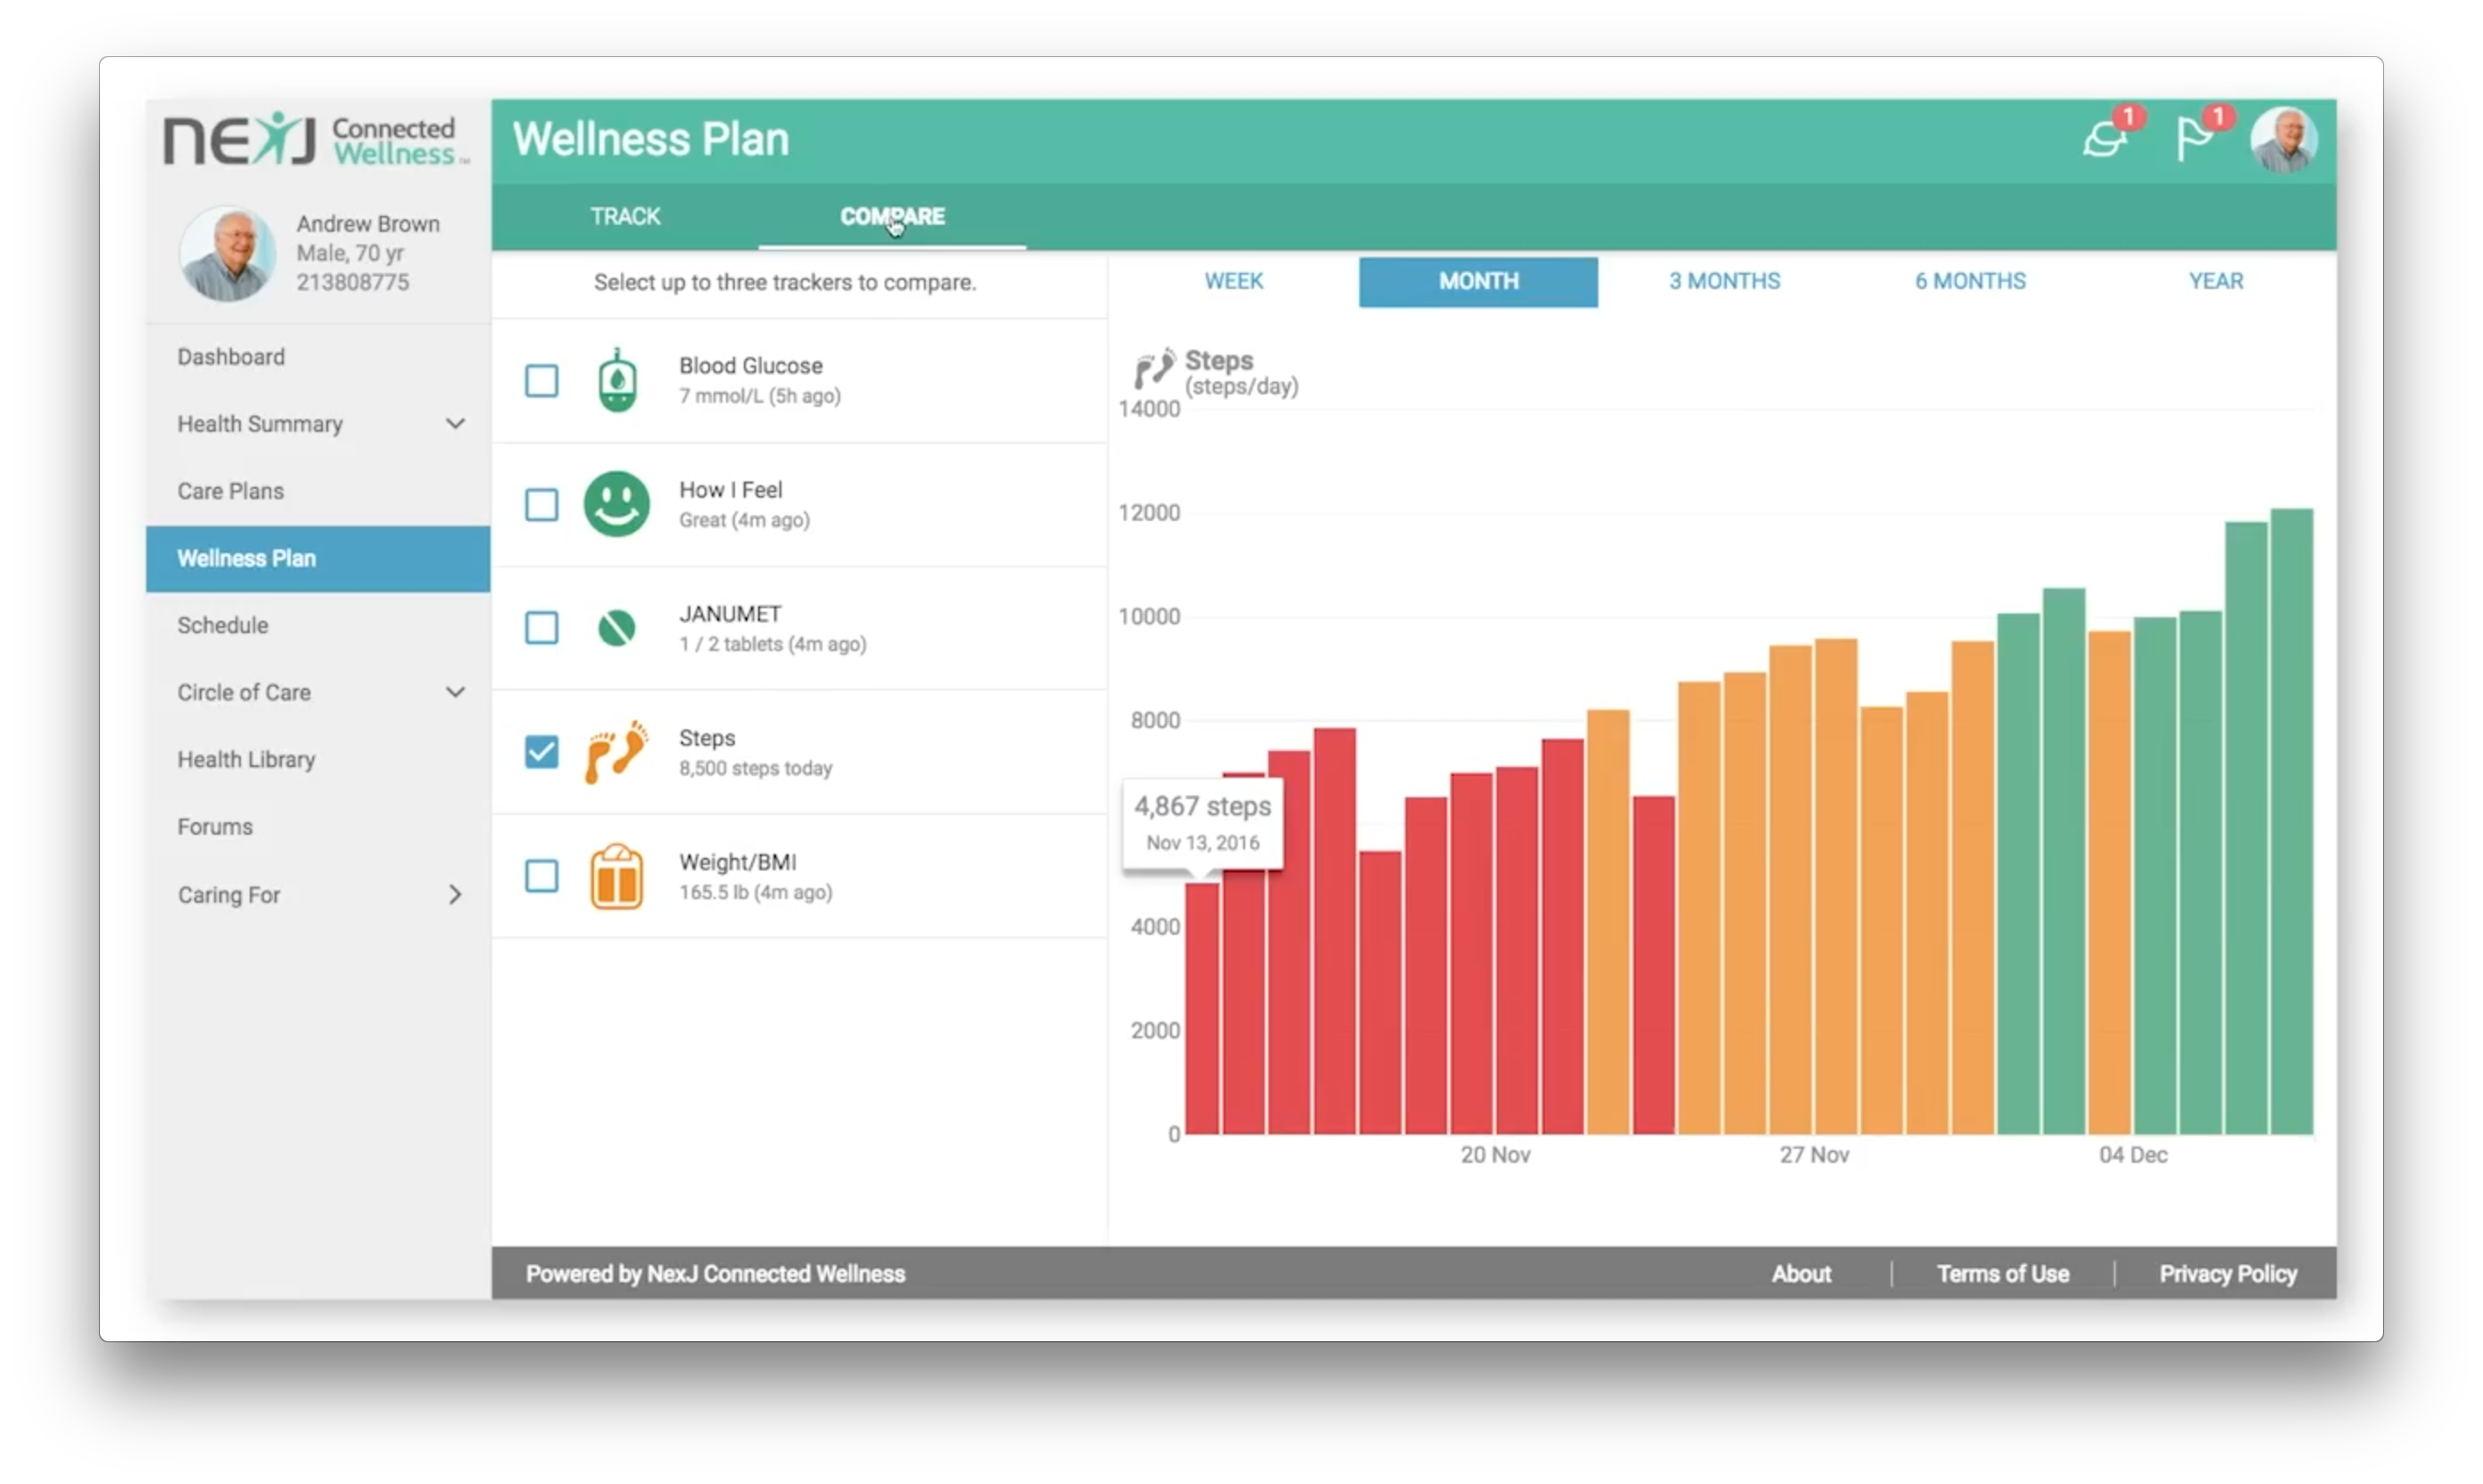 NEXJ Connected
Wellness™
Andrew Brown
Male, 70 yr
213808775
Dashboard
Health Summary
Care Plans
Wellness Plan
Schedule
Circle of Care
Health Library
Forums
Caring For
Wellness Plan
1
1
TRACK
COMPARE
Select up to three trackers to compare.
Blood Glucose
7 mmol/L (5h ago)
How I Feel
Great (4m ago)
JANUMET
1 / 2 tablets (4m ago)
Steps
8,500 steps today
Weight/BMI
165.5 lb (4m ago)
WEEK
MONTH
3 MONTHS
6 MONTHS
YEAR
Steps
(steps/day)
14000
12000
10000
8000
4,867 steps
Nov 13, 2016
4000
2000
0
20 Nov
27 Nov
04 Dec
Powered by NexJ Connected Wellness
About
Terms of Use
Privacy Policy